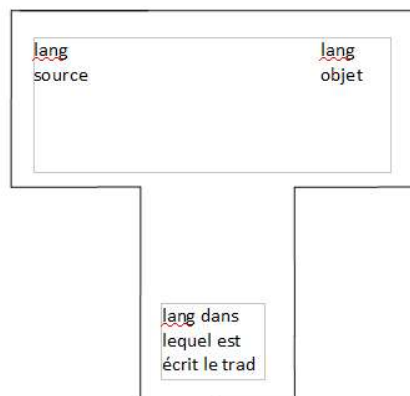 lang
source
lang
objet
lang dans
lequel est
écrit le trad